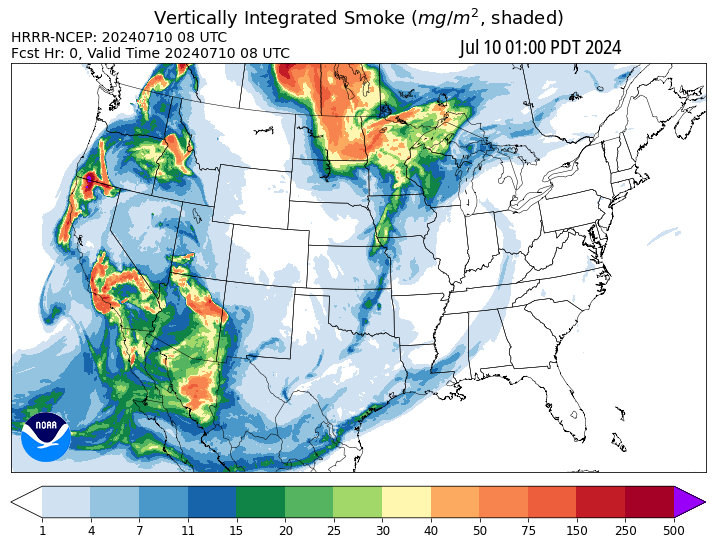 Vertically Integrated Smoke (mg/m², shaded)
HRRR-NCEP: 20240710 08 UTC
Fcst Hr: 0, Valid Time 20240710 08 UTC
Jul 10 01:00 PDT 2024
NOAA
1 4 7 11 15 20 25 30 40 50 75 150 250 500